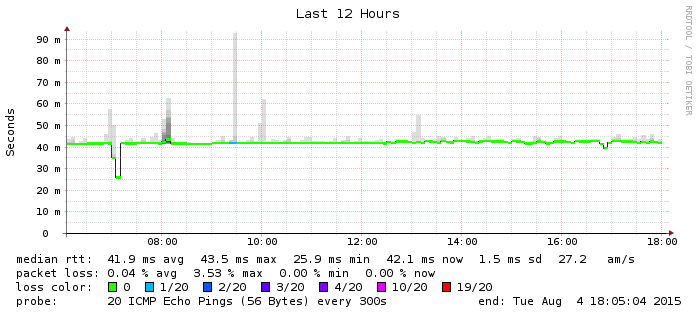 Last 12 Hours
RRDTOOL / TOBI OETIKER
Seconds
90 m
80 m
70 m
60 m
50 m
40 m
30 m
20 m
10 m
0
08:00 10:00 12:00 14:00 16:00 18:00
median rtt: 41.9 ms avg 43.5 ms max 25.9 ms min 42.1 ms now 1.5 ms sd 27.2 am/s
packet loss: 0.04 % avg 3.53 % max 0.00 % min 0.00 % now
loss color: 0 1/20 2/20 3/20 4/20 10/20 19/20
probe: 20 ICMP Echo Pings (56 Bytes) every 300s end: Tue Aug 4 18:05:04 2015